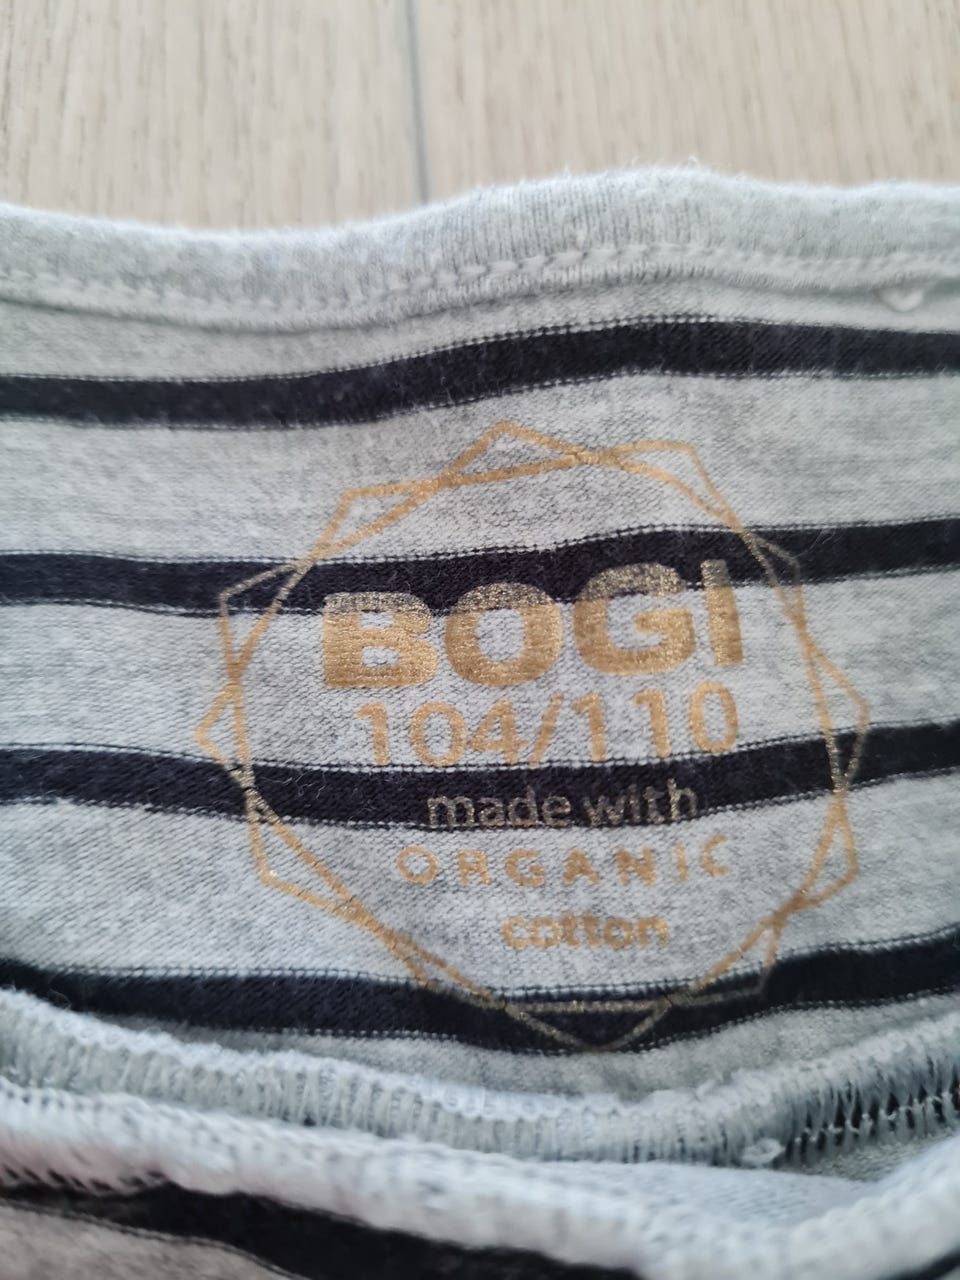 BOGI
104/110
made with
ORGANIC
cotton